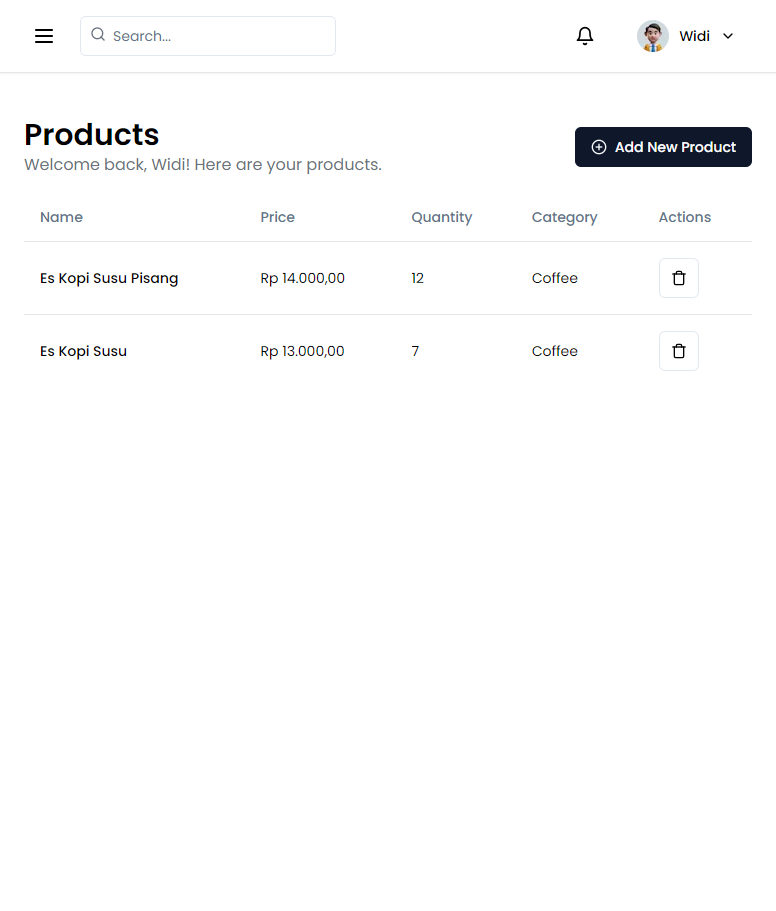 Search...
Widi
Products
Welcome back, Widi! Here are your products.
Add New Product
Name Price Quantity Category Actions
Es Kopi Susu Pisang Rp 14.000,00 12 Coffee
Es Kopi Susu Rp 13.000,00 7 Coffee